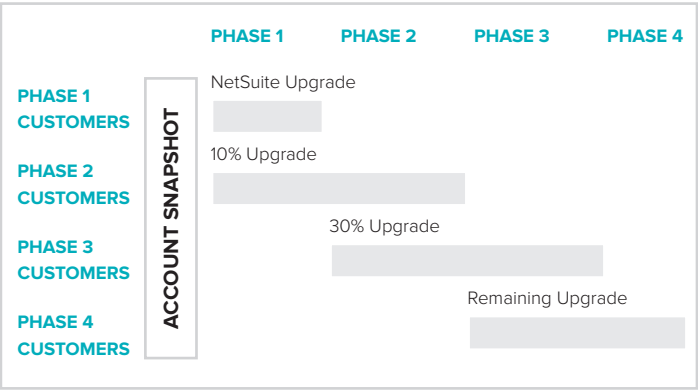 PHASE 1 PHASE 2 PHASE 3 PHASE 4
NetSuite Upgrade
PHASE 1
CUSTOMERS
10% Upgrade
PHASE 2
CUSTOMERS
30% Upgrade
PHASE 3
CUSTOMERS
Remaining Upgrade
PHASE 4
CUSTOMERS
ACCOUNT SNAPSHOT